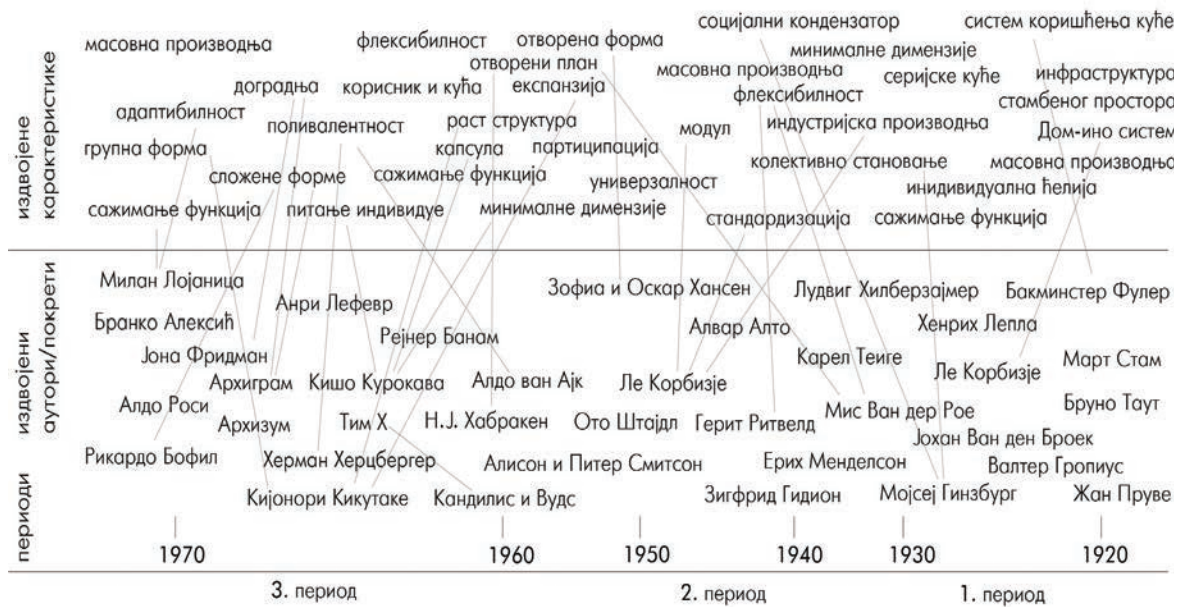 издвојене
карактеристике
масовна производња
флексибилност
отворена форма
отворени план
социјални кондензатор
систем коришћења куће
минималне димензије
масовна производња
серијске куће
инфраструктура
стамбеног простора
доградња
корисник и кућа
експанзија
флексибилност
адаптибилност
поливалентност
раст структура
модул
индустријска производња
Дом-ино систем
групна форма
капсула
партиципација
колективно становање
масовна производња
сложене форме
сажимање функција
универзалност
инидивидуална ћелија
сажимање функција
питање индивидуе
минималне димензије
стандардизација
сажимање функција
издвојени
аутори/покрети
Милан Лојаница
Анри Лефевр
Зофиа и Оскар Хансен
Лудвиг Хилберзајмер
Бакминстер Фулер
Бранко Алексић
Рејнер Банам
Алвар Алто
Хенрих Лепла
Јона Фридман
Карел Теиге
Март Стам
Архиграм
Кишо Курокава
Алдо ван Ајк
Ле Корбизје
Ле Корбизје
Алдо Роси
Архизум
Тим X
Н.Ј. Хабракен
Ото Штајдл
Герит Ритвелд
Мис Ван дер Рое
Бруно Таут
Јохан Ван ден Броек
Рикардо Бофил
Херман Херцбергер
Алисон и Питер Смитсон
Ерих Менделсон
Валтер Гропиус
Кијонори Кикутаке
Кандилис и Вудс
Зигфрид Гидион
Мојсеј Гинзбург
Жан Пруве
периоди
1970
1960
1950
1940
1930
1920
3. период
2. период
1. период